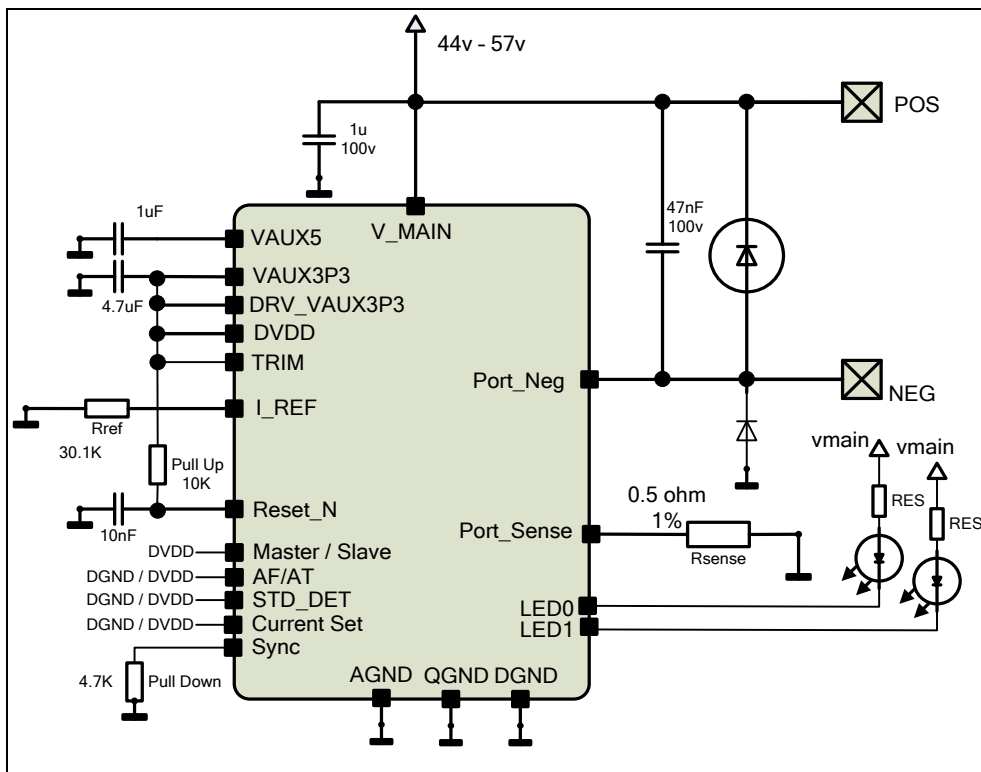 44v - 57v
POS
1u
100v
1uF
V_MAIN
47nF
100v
VAUX5
VAUX3P3
4.7uF
DRV_VAUX3P3
DVDD
TRIM
Port_Neg
NEG
I_REF
Rref
30.1K
vmain
vmain
Pull Up
10K
0.5 ohm
1%
RES
RES
Reset_N
10nF
Port_Sense
Rsense
DVDD
Master / Slave
DGND / DVDD
AF/AT
DGND / DVDD
STD_DET
LED0
DGND / DVDD
Current Set
LED1
Sync
4.7K
Pull Down
AGND
QGND
DGND